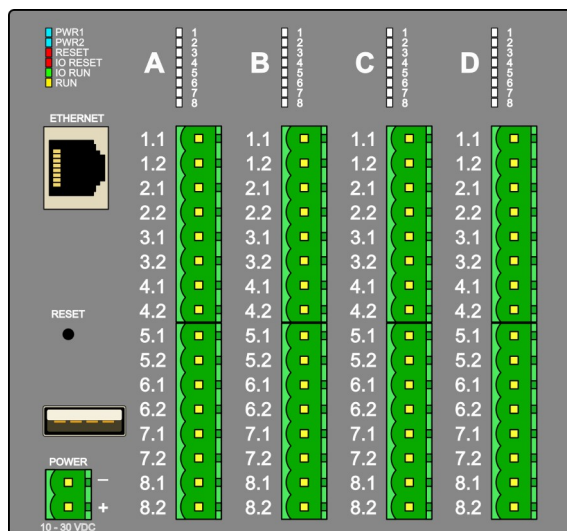 PWR1
PWR2
RESET
IO RESET
IO RUN
RUN
A
1
2
3
4
5
6
7
8
B
1
2
3
4
5
6
7
8
C
1
2
3
4
5
6
7
8
D
1
2
3
4
5
6
7
8
ETHERNET
1.1 1.1 1.1 1.1
1.2 1.2 1.2 1.2
2.1 2.1 2.1 2.1
2.2 2.2 2.2 2.2
3.1 3.1 3.1 3.1
3.2 3.2 3.2 3.2
4.1 4.1 4.1 4.1
4.2 4.2 4.2 4.2
RESET
5.1 5.1 5.1 5.1
5.2 5.2 5.2 5.2
6.1 6.1 6.1 6.1
6.2 6.2 6.2 6.2
7.1 7.1 7.1 7.1
7.2 7.2 7.2 7.2
8.1 8.1 8.1 8.1
8.2 8.2 8.2 8.2
POWER
–
+
10 - 30 VDC